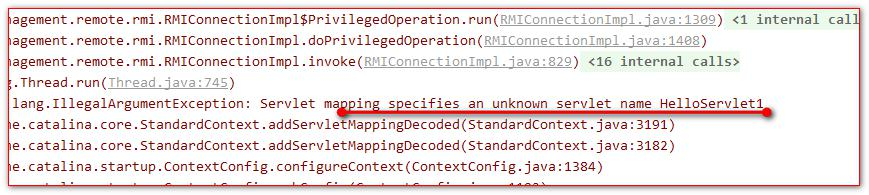 nagement.remote.rmi.RMIConnectionImpl$PrivilegedOperation.run(RMIConnectionImpl.java:1309) <1 internal call
nagement.remote.rmi.RMIConnectionImpl.doPrivilegedOperation(RMIConnectionImpl.java:1408)
nagement.remote.rmi.RMIConnectionImpl.invoke(RMIConnectionImpl.java:829) <16 internal calls>
g.Thread.run(Thread.java:745)
lang.IllegalArgumentException: Servlet mapping specifies an unknown servlet name HelloServlet1
ne.catalina.core.StandardContext.addServletMappingDecoded(StandardContext.java:3191)
ne.catalina.core.StandardContext.addServletMappingDecoded(StandardContext.java:3182)
ne.catalina.startup.ContextConfig.configureContext(ContextConfig.java:1384)